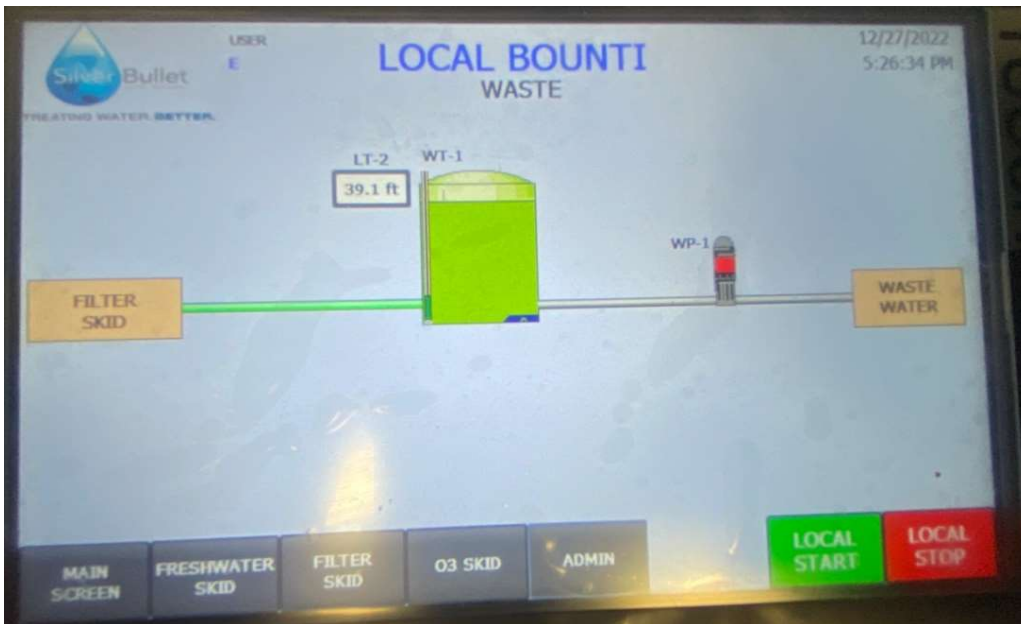 USER
E
LOCAL BOUNTI
WASTE
12/27/2022
5:26:34 PM
Silver Bullet
TREATING WATER. BETTER.
LT-2
WT-1
39.1 ft
WP-1
FILTER
SKID
WASTE
WATER
MAIN
SCREEN
FRESHWATER
SKID
FILTER
SKID
O3 SKID
ADMIN
LOCAL
START
LOCAL
STOP